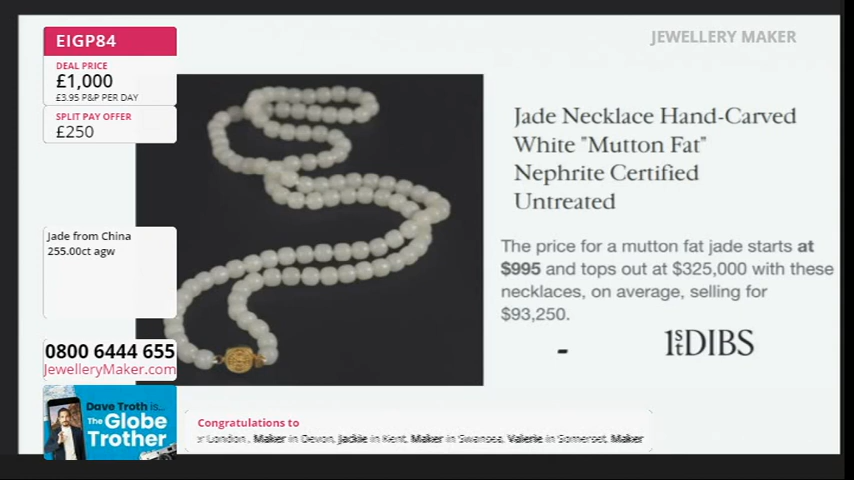 JEWELLERY MAKER
EIGP84
DEAL PRICE
£1,000
£3.95 P&P PER DAY
SPLIT PAY OFFER
£250
Jade from China
255.00ct agw
0800 6444 655
JewelleryMaker.com
Dave Troth is...
The Globe
Trother
Jade Necklace Hand-Carved
White "Mutton Fat"
Nephrite Certified
Untreated
The price for a mutton fat jade starts at
$995 and tops out at $325,000 with these
necklaces, on average, selling for
$93,250.
- 1stDIBS
Congratulations to
London, Maker in Devon, Jackie in Kent, Maker in Swansea, Valerie in Somerset, Maker